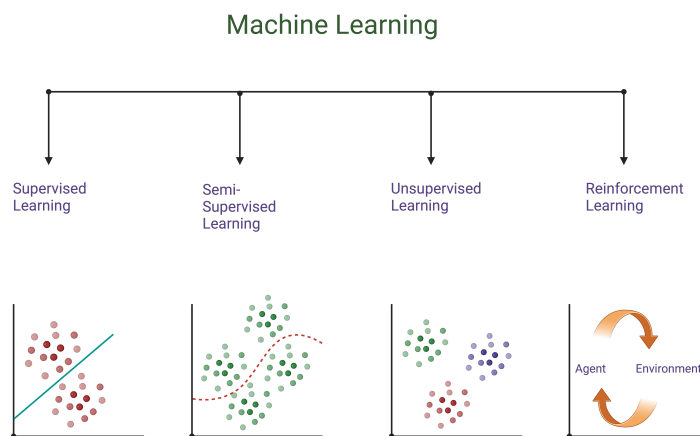 Machine Learning
Supervised
Learning
Semi-
Supervised
Learning
Unsupervised
Learning
Reinforcement
Learning
Agent
Environment